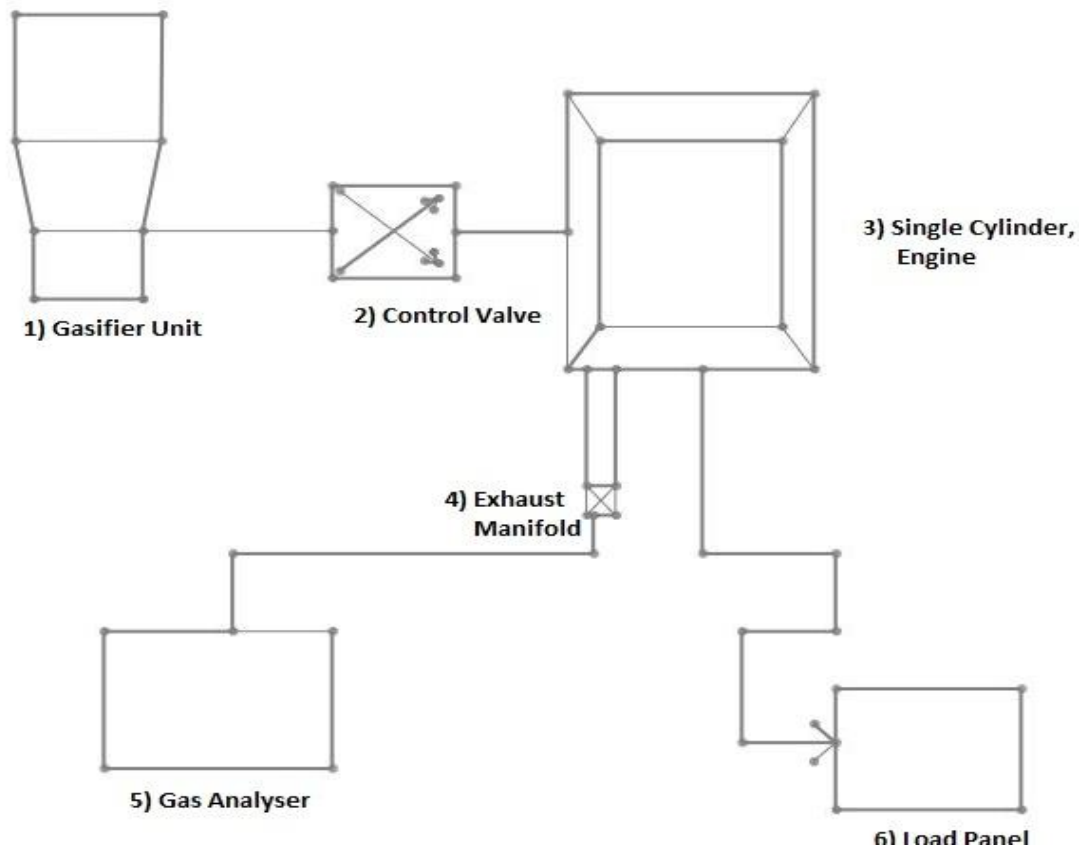 1) Gasifier Unit
2) Control Valve
3) Single Cylinder,
Engine
4) Exhaust
Manifold
5) Gas Analyser
6) Load Panel